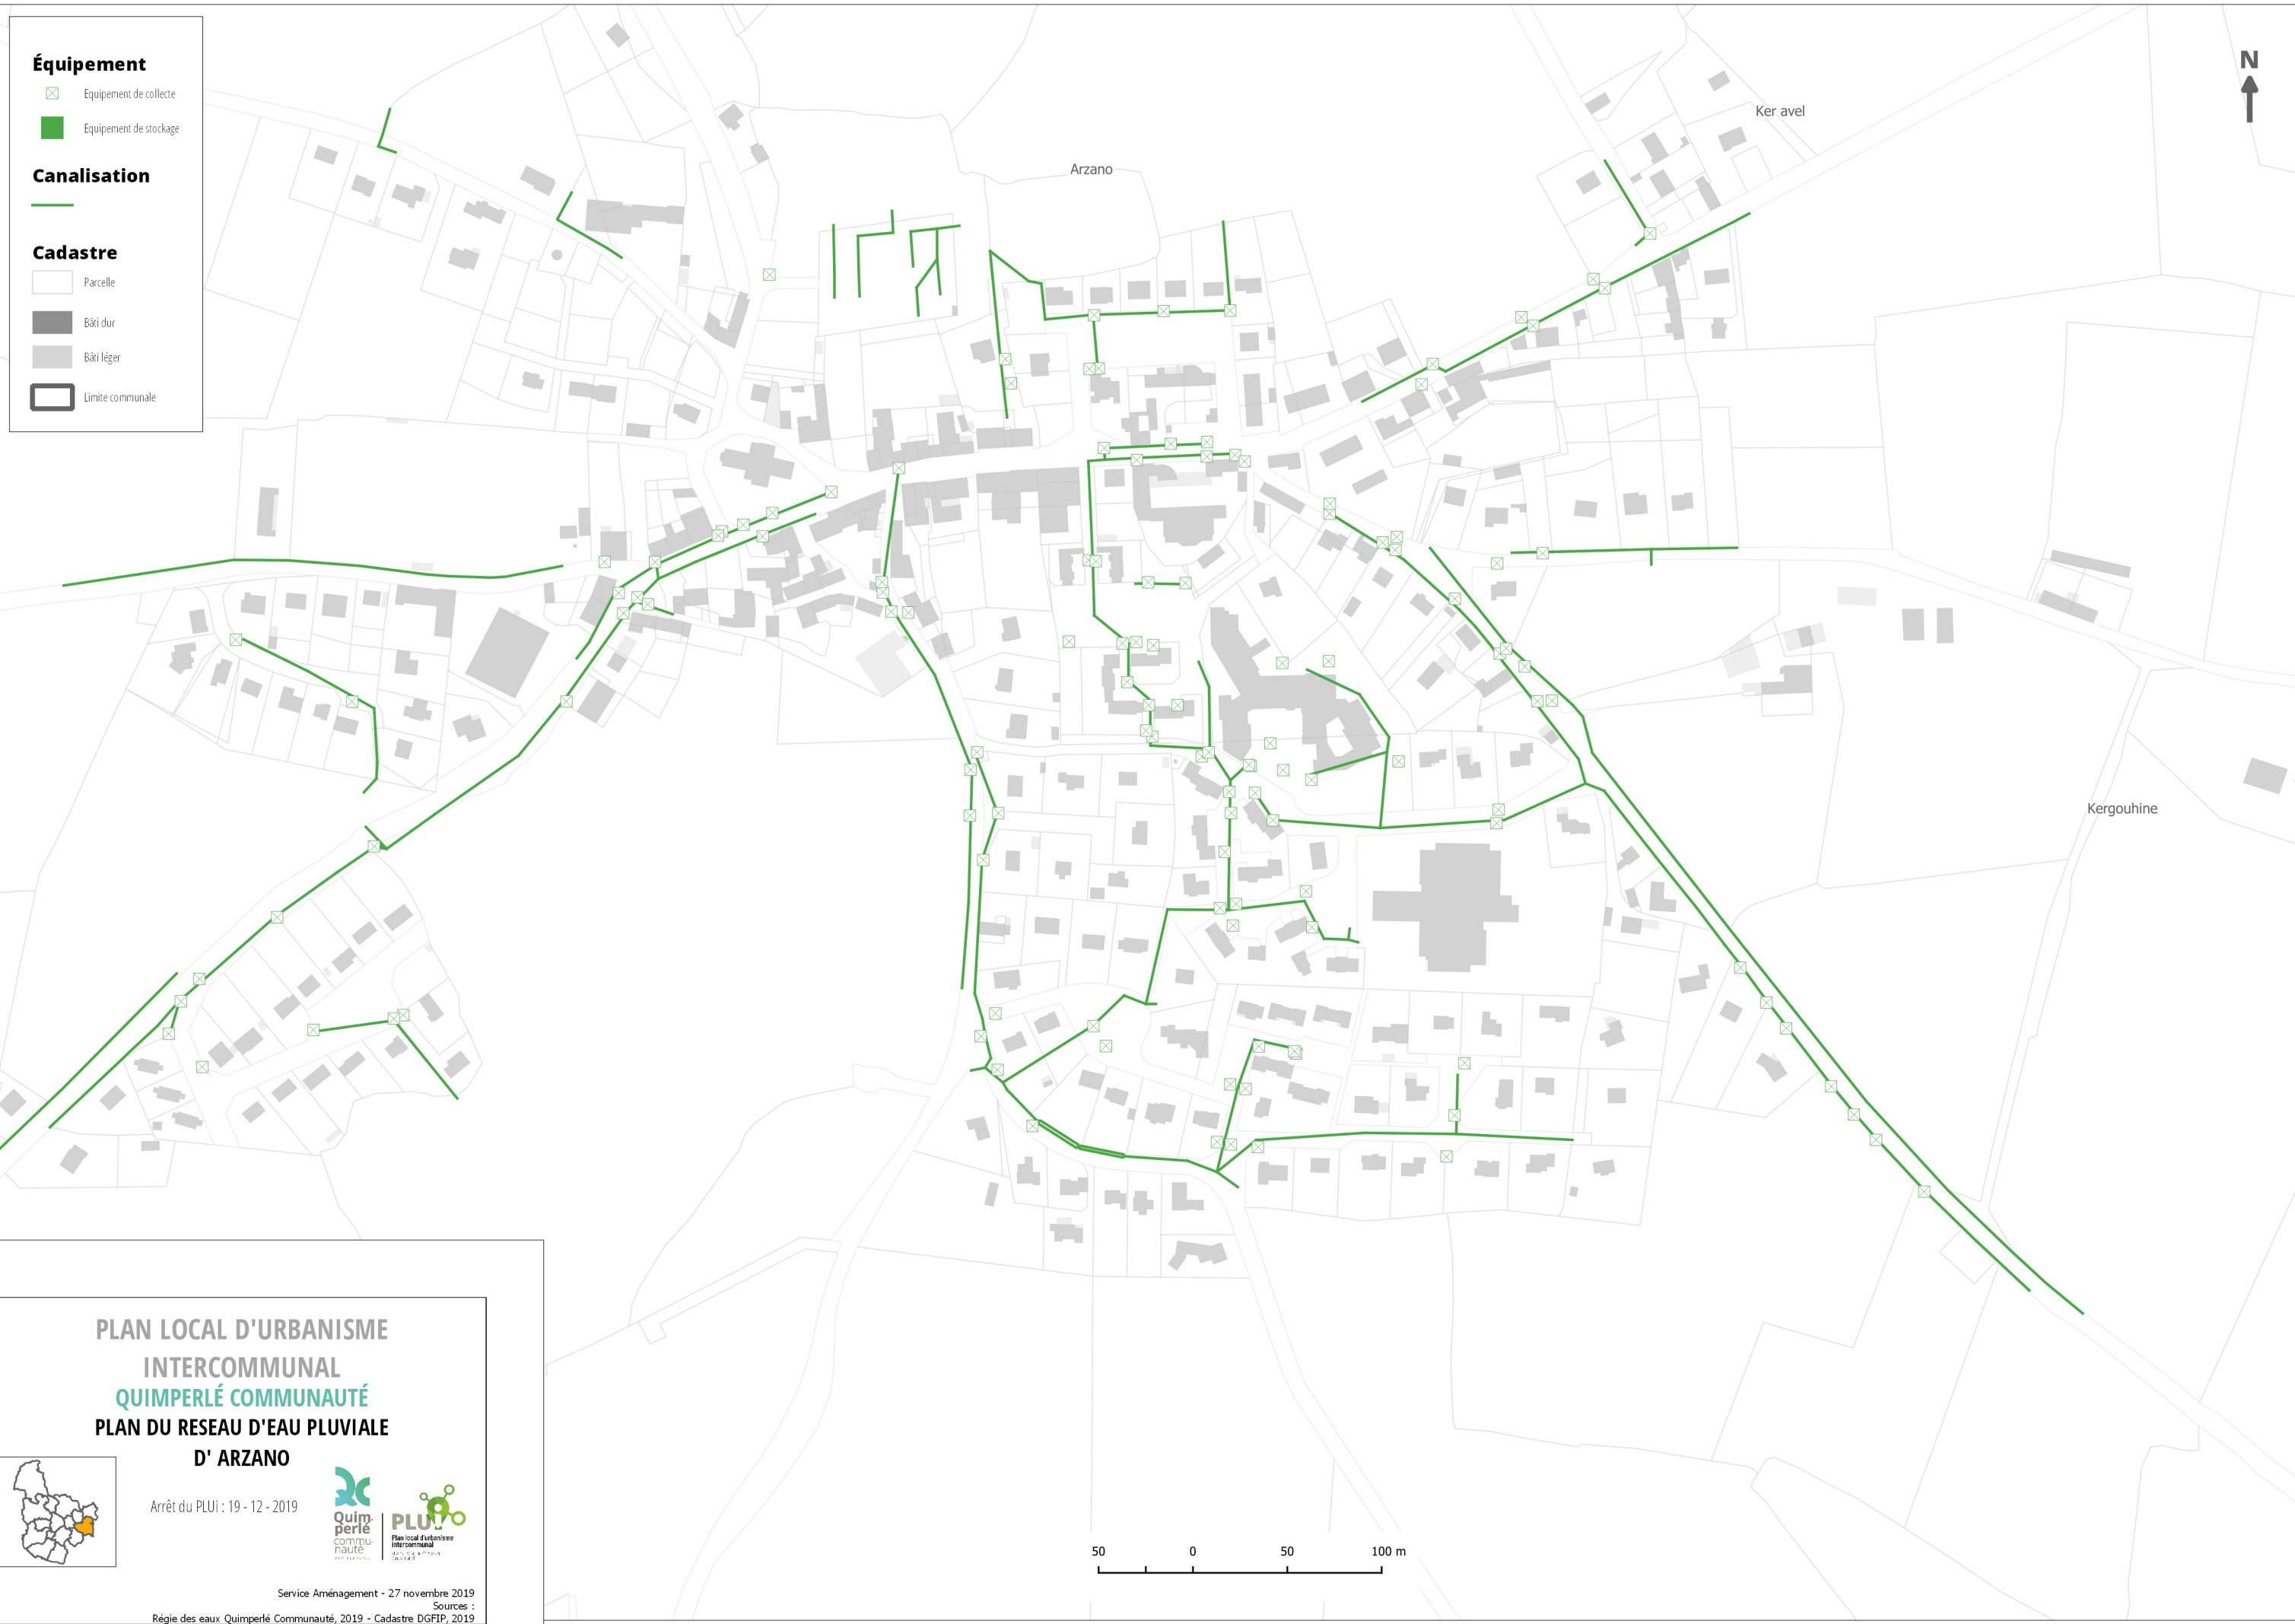 Équipement
Equipement de collecte
Equipement de stockage
Canalisation
Cadastre
Parcelle
Bâti dur
Bâti léger
Limite communale
N
Ker avel
Arzano
Kergouhine
PLAN LOCAL D'URBANISME
INTERCOMMUNAL
QUIMPERLÉ COMMUNAUTÉ
PLAN DU RESEAU D'EAU PLUVIALE
D' ARZANO
Arrêt du PLUi : 19 - 12 - 2019
Quim
perlé
commu-
nauté
PLUi
Plan local d'urbanisme
intercommunal
50 0 50 100 m
Service Aménagement - 27 novembre 2019
Sources :
Régie des eaux Quimperlé Communauté, 2019 - Cadastre DGFIP, 2019